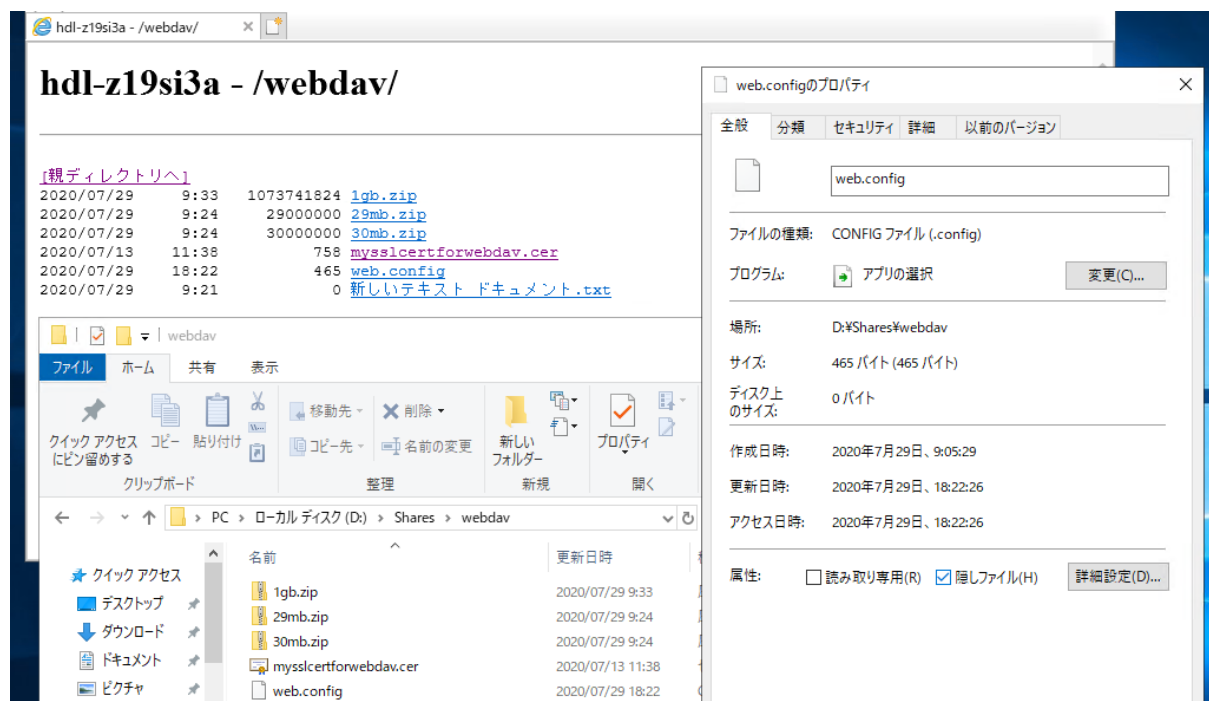 hdl-z19si3a - /webdav/
hdl-z19si3a - /webdav/
[親ディレクトリへ]
2020/07/29 9:33 1073741824 1gb.zip
2020/07/29 9:24 29000000 29mb.zip
2020/07/29 9:24 30000000 30mb.zip
2020/07/13 11:38 758 mysslcertforwebdav.cer
2020/07/29 18:22 465 web.config
2020/07/29 9:21 0 新しいテキスト ドキュメント.txt
webdav
ファイル ホーム 共有 表示
クイック アクセス
にピン留めする
コピー 貼り付け
移動先 削除
コピー先 名前の変更
新しい
フォルダー
プロパティ
クリップボード 整理 新規 開く
PC › ローカル ディスク (D:) › Shares › webdav
名前 更新日時
クイック アクセス
デスクトップ
ダウンロード
ドキュメント
ピクチャ
1gb.zip 2020/07/29 9:33
29mb.zip 2020/07/29 9:24
30mb.zip 2020/07/29 9:24
mysslcertforwebdav.cer 2020/07/13 11:38
web.config 2020/07/29 18:22
web.configのプロパティ
全般 分類 セキュリティ 詳細 以前のバージョン
web.config
ファイルの種類: CONFIG ファイル (.config)
プログラム: アプリの選択 変更(C)...
場所: D:¥Shares¥webdav
サイズ: 465 バイト (465 バイト)
ディスク上
のサイズ: 0 バイト
作成日時: 2020年7月29日、9:05:29
更新日時: 2020年7月29日、18:22:26
アクセス日時: 2020年7月29日、18:22:26
属性: 読み取り専用(R) 隠しファイル(H) 詳細設定(D)...